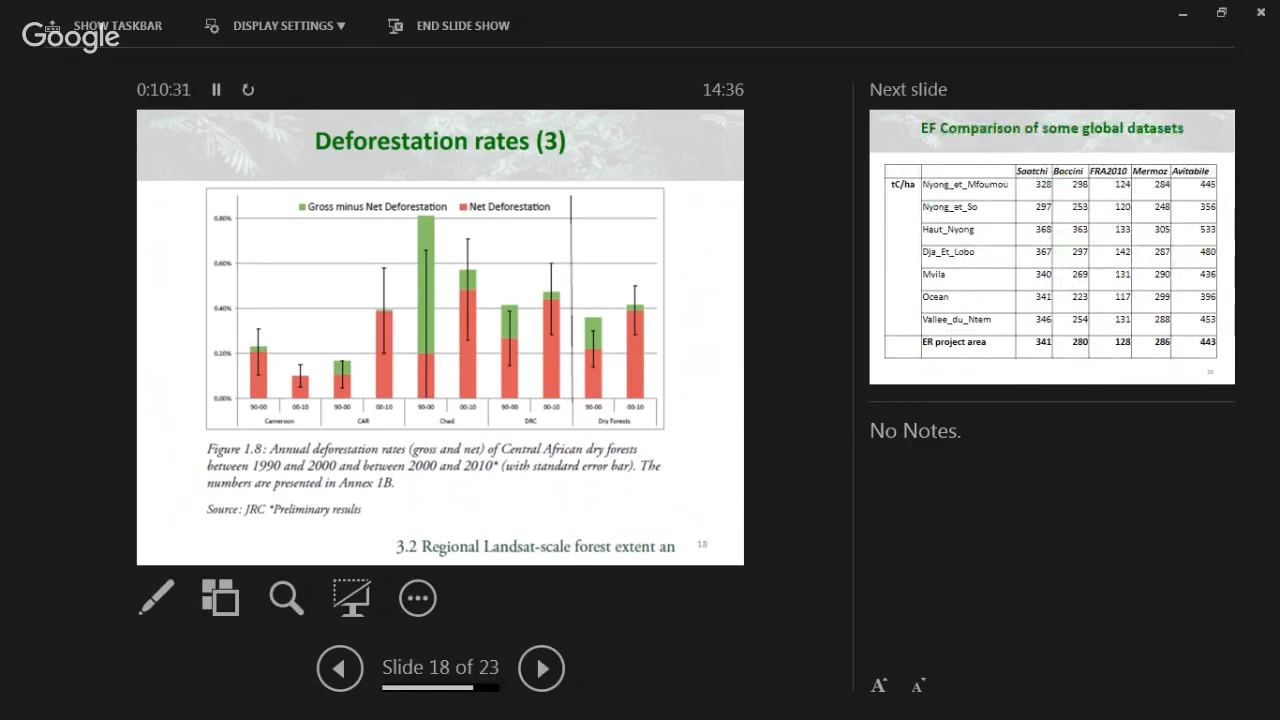 SHOW TASKBAR
DISPLAY SETTINGS ▼
END SLIDE SHOW
Google
0:10:31
14:36
Next slide
Deforestation rates (3)
Gross minus Net Deforestation
Net Deforestation
0.80%
0.60%
0.40%
0.20%
0.00%
90-00 00-10 90-00 00-10 90-00 00-10 90-00 00-10 90-00 00-10
Cameroon CAR Chad DRC Dry Forests
Figure 1.8: Annual deforestation rates (gross and net) of Central African dry forests
between 1990 and 2000 and between 2000 and 2010* (with standard error bar). The
numbers are presented in Annex 1B.
Source: JRC *Preliminary results
3.2 Regional Landsat-scale forest extent an
18
EF Comparison of some global datasets
Saatchi Baccini FRA2010 Mermoz Avitabile
tC/ha Nyong_et_Mfoumou 328 298 124 284 445
Nyong_et_So 297 253 120 248 356
Haut_Nyong 368 363 133 305 533
Dja_Et_Lobo 367 297 142 287 480
Mvila 340 269 131 290 436
Ocean 341 223 117 299 396
Vallee_du_Ntem 346 254 131 288 453
ER project area 341 280 128 286 443
No Notes.
Slide 18 of 23
A A